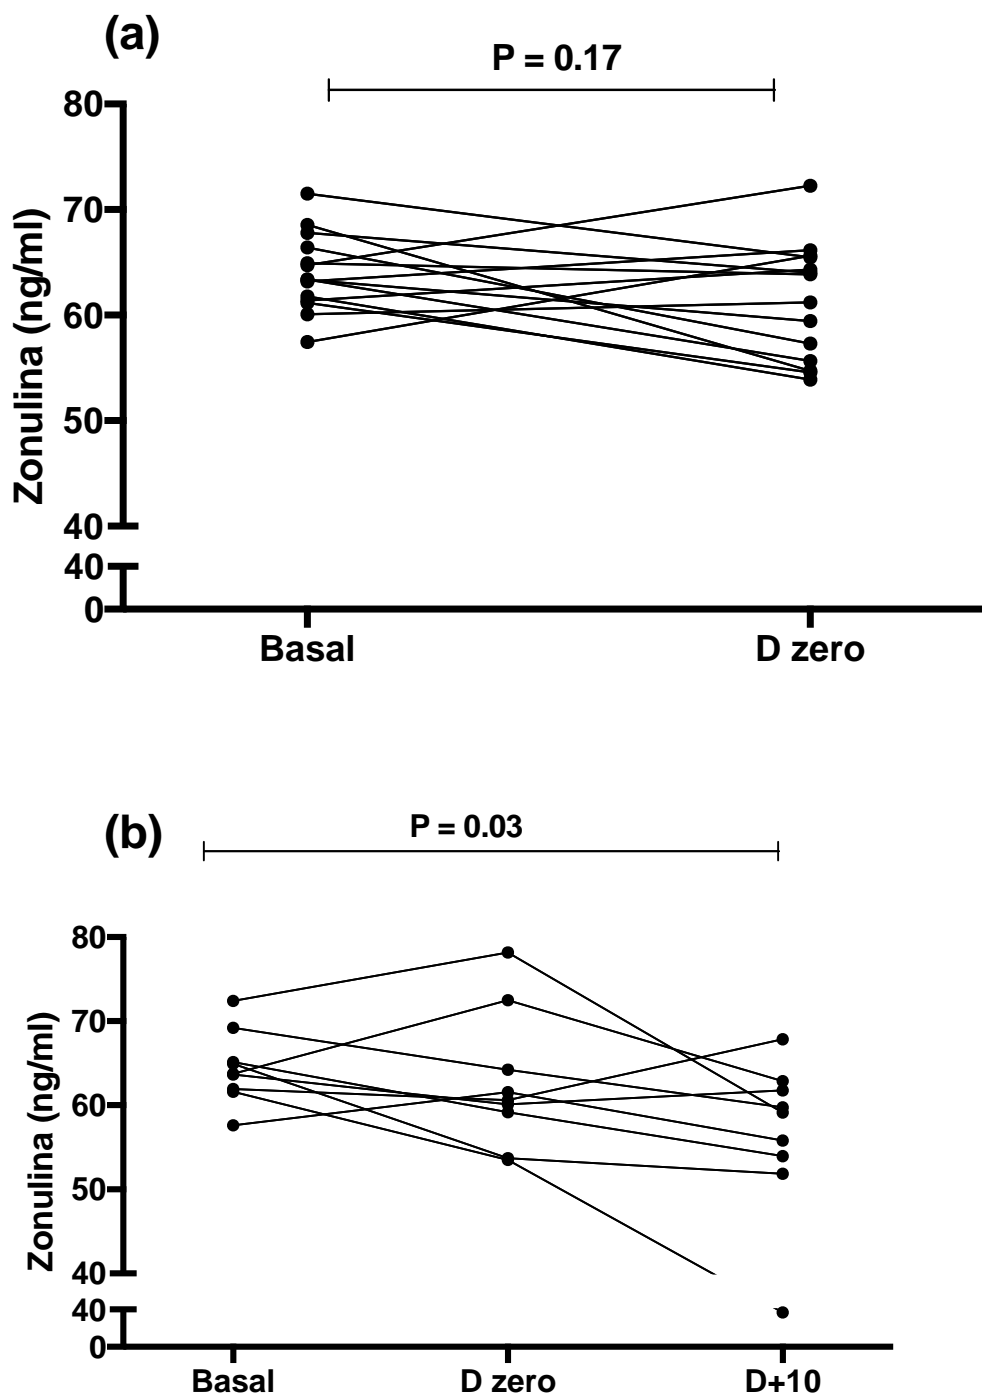 (a)
P = 0.17
80
70
60
50
40
40
0
Zonulina (ng/ml)
Basal D zero
(b)
P = 0.03
80
70
60
50
40
40
0
Zonulina (ng/ml)
Basal D zero D+10